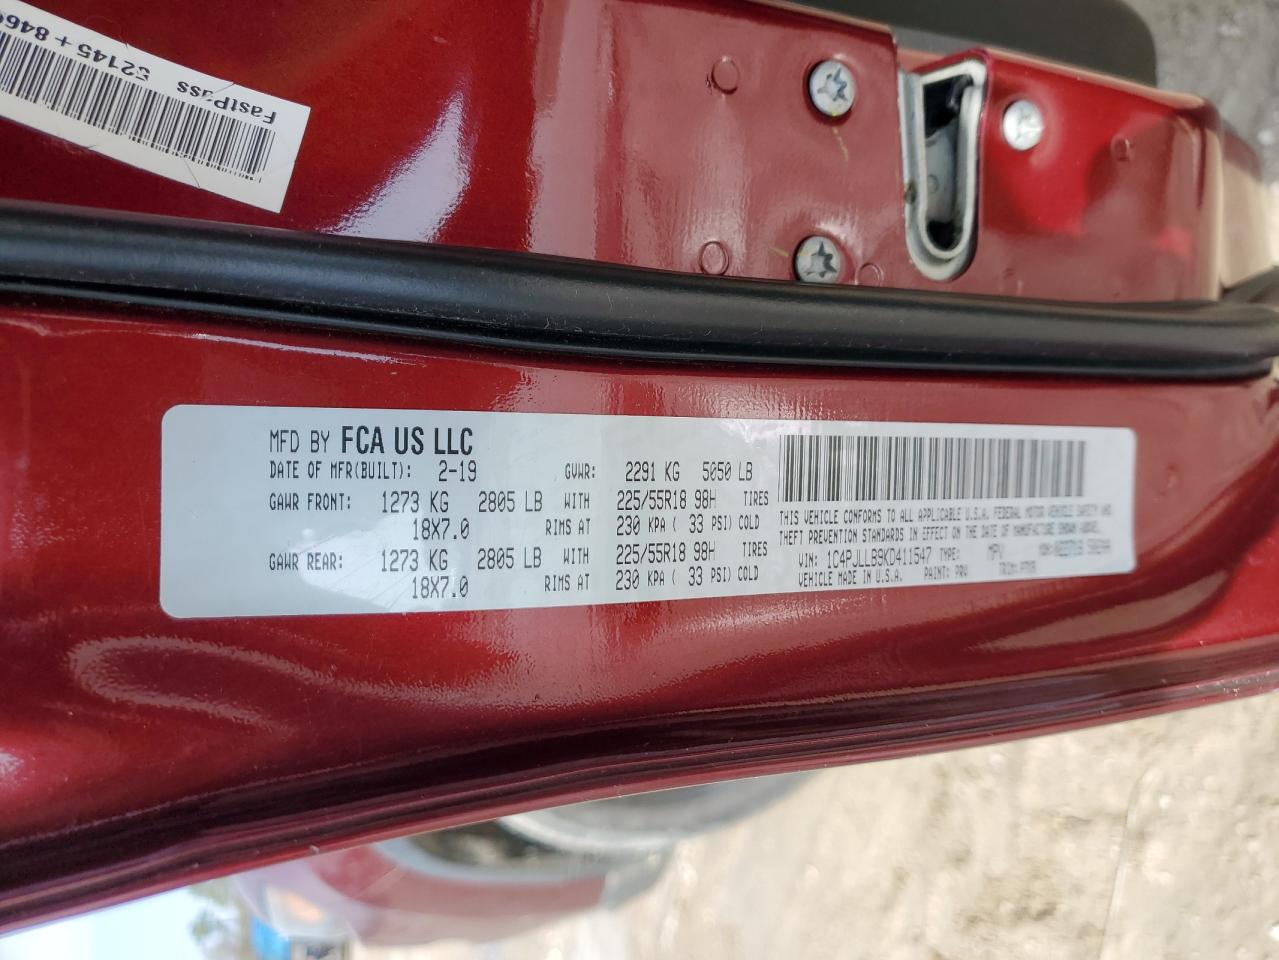 FastPass
52145 + 846
MFD BY FCA US LLC
DATE OF MFR(BUILT): 2-19 GVWR: 2291 KG 5050 LB
GAWR FRONT: 1273 KG 2805 LB WITH 225/55R18 98H TIRES
18X7.0 RIMS AT 230 KPA ( 33 PSI) COLD
GAWR REAR: 1273 KG 2805 LB WITH 225/55R18 98H TIRES
18X7.0 RIMS AT 230 KPA ( 33 PSI) COLD
THIS VEHICLE CONFORMS TO ALL APPLICABLE U.S.A. FEDERAL MOTOR VEHICLE SAFETY AND
THEFT PREVENTION STANDARDS IN EFFECT ON THE DATE OF MANUFACTURE SHOWN ABOVE.
VIN: 1C4PJLLB9KD411547 TYPE: MPV
VEHICLE MADE IN U.S.A. PAINT: PRV TRIM: